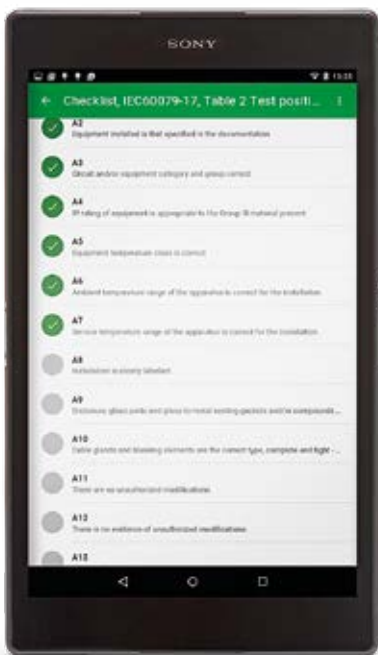 SONY
15:25
Checklist, IEC60079-17, Table 2 Test positi...
A2
Equipment installed is that specified in the documentation
A3
Circuit and/or equipment category and group correct
A4
IP rating of equipment is appropriate to the Group III material present
A5
Equipment temperature class is correct
A6
Ambient temperature range of the apparatus is correct for the installation
A7
Service temperature range of the apparatus is correct for the installation
A8
Installation is clearly labelled
A9
Enclosure, glass parts and glass-to-metal sealing gaskets and/or compounds ...
A10
Cable glands and blanking elements are the correct type, complete and tight - ...
A11
There are no unauthorized modifications
A12
There is no evidence of unauthorized modifications
A13